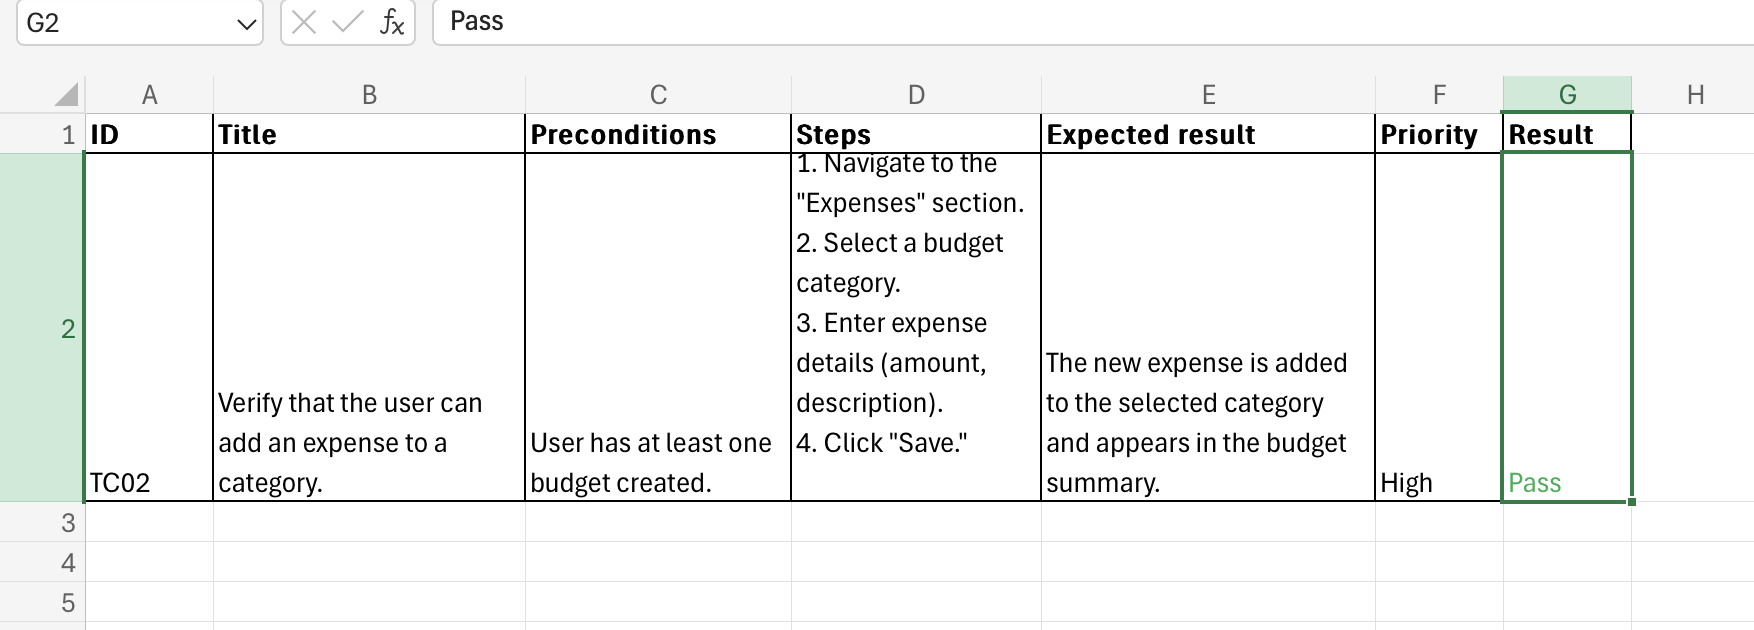 G2
fx
Pass
A B C D E F G H
1 ID Title Preconditions Steps Expected result Priority Result
2
TC02
Verify that the user can
add an expense to a
category.
User has at least one
budget created.
1. Navigate to the
"Expenses" section.
2. Select a budget
category.
3. Enter expense
details (amount,
description).
4. Click "Save."
The new expense is added
to the selected category
and appears in the budget
summary.
High
Pass
3
4
5